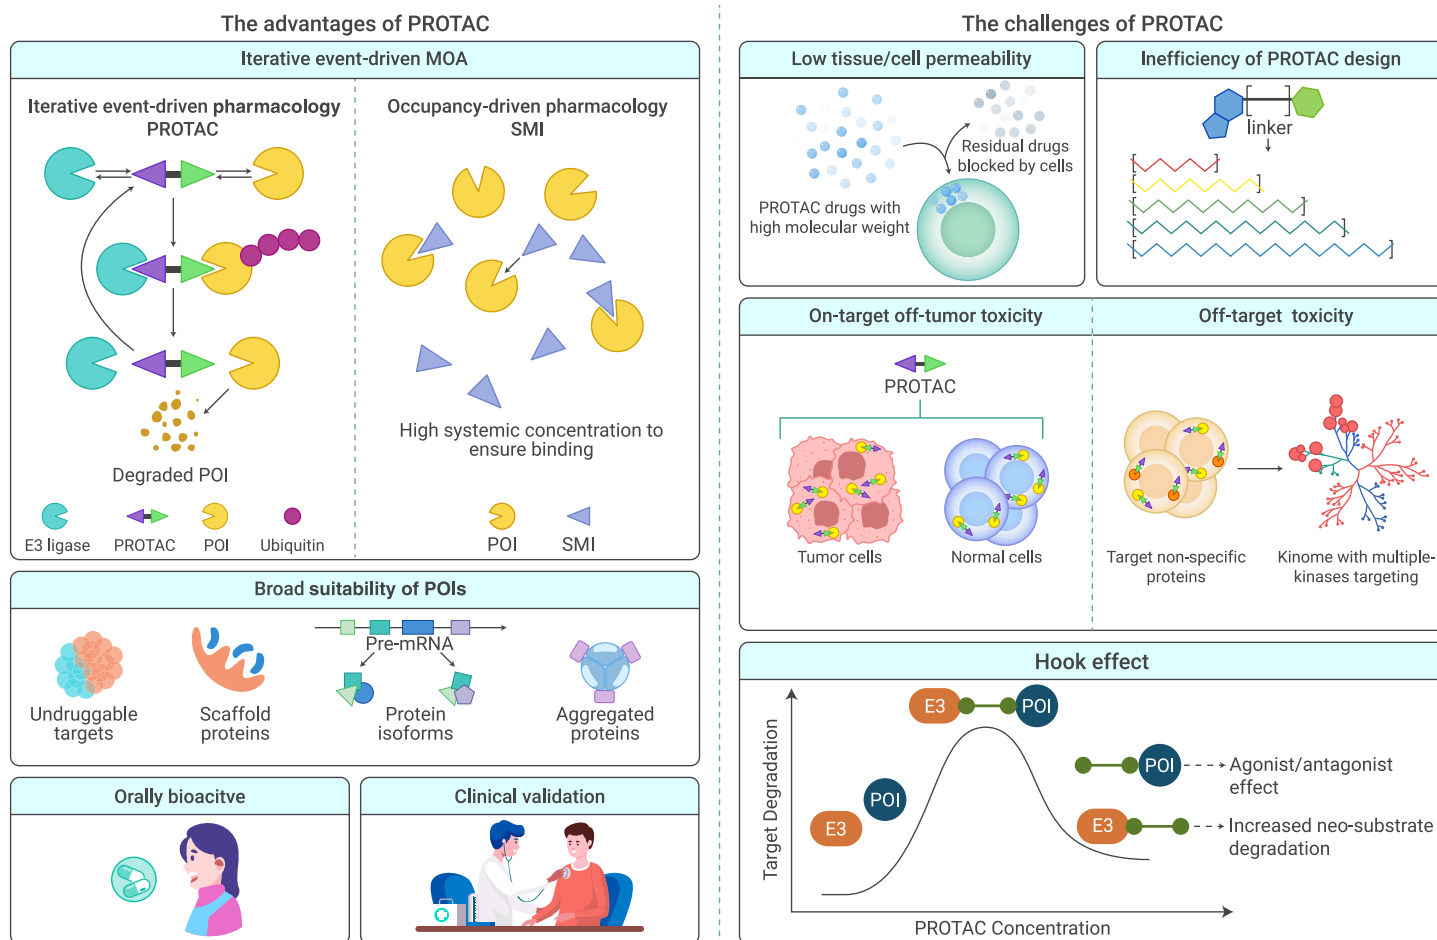 The advantages of PROTAC
Iterative event-driven MOA
Iterative event-driven pharmacology
PROTAC
Occupancy-driven pharmacology
SMI
High systemic concentration to
ensure binding
Degraded POI
E3 ligase
PROTAC
POI
Ubiquitin
POI
SMI
Broad suitability of POIs
Pre-mRNA
Undruggable
targets
Scaffold
proteins
Protein
isoforms
Aggregated
proteins
Orally bioacitve
Clinical validation
The challenges of PROTAC
Low tissue/cell permeability
Residual drugs
blocked by cells
PROTAC drugs with
high molecular weight
Inefficiency of PROTAC design
[ ]
linker
[ ]
[ ]
[ ]
[ ]
[ ]
On-target off-tumor toxicity
Off-target toxicity
PROTAC
Tumor cells
Normal cells
Target non-specific
proteins
Kinome with multiple-
kinases targeting
Hook effect
Target Degradation
E3
POI
E3
POI
POI
Agonist/antagonist
effect
E3
Increased neo-substrate
degradation
PROTAC Concentration